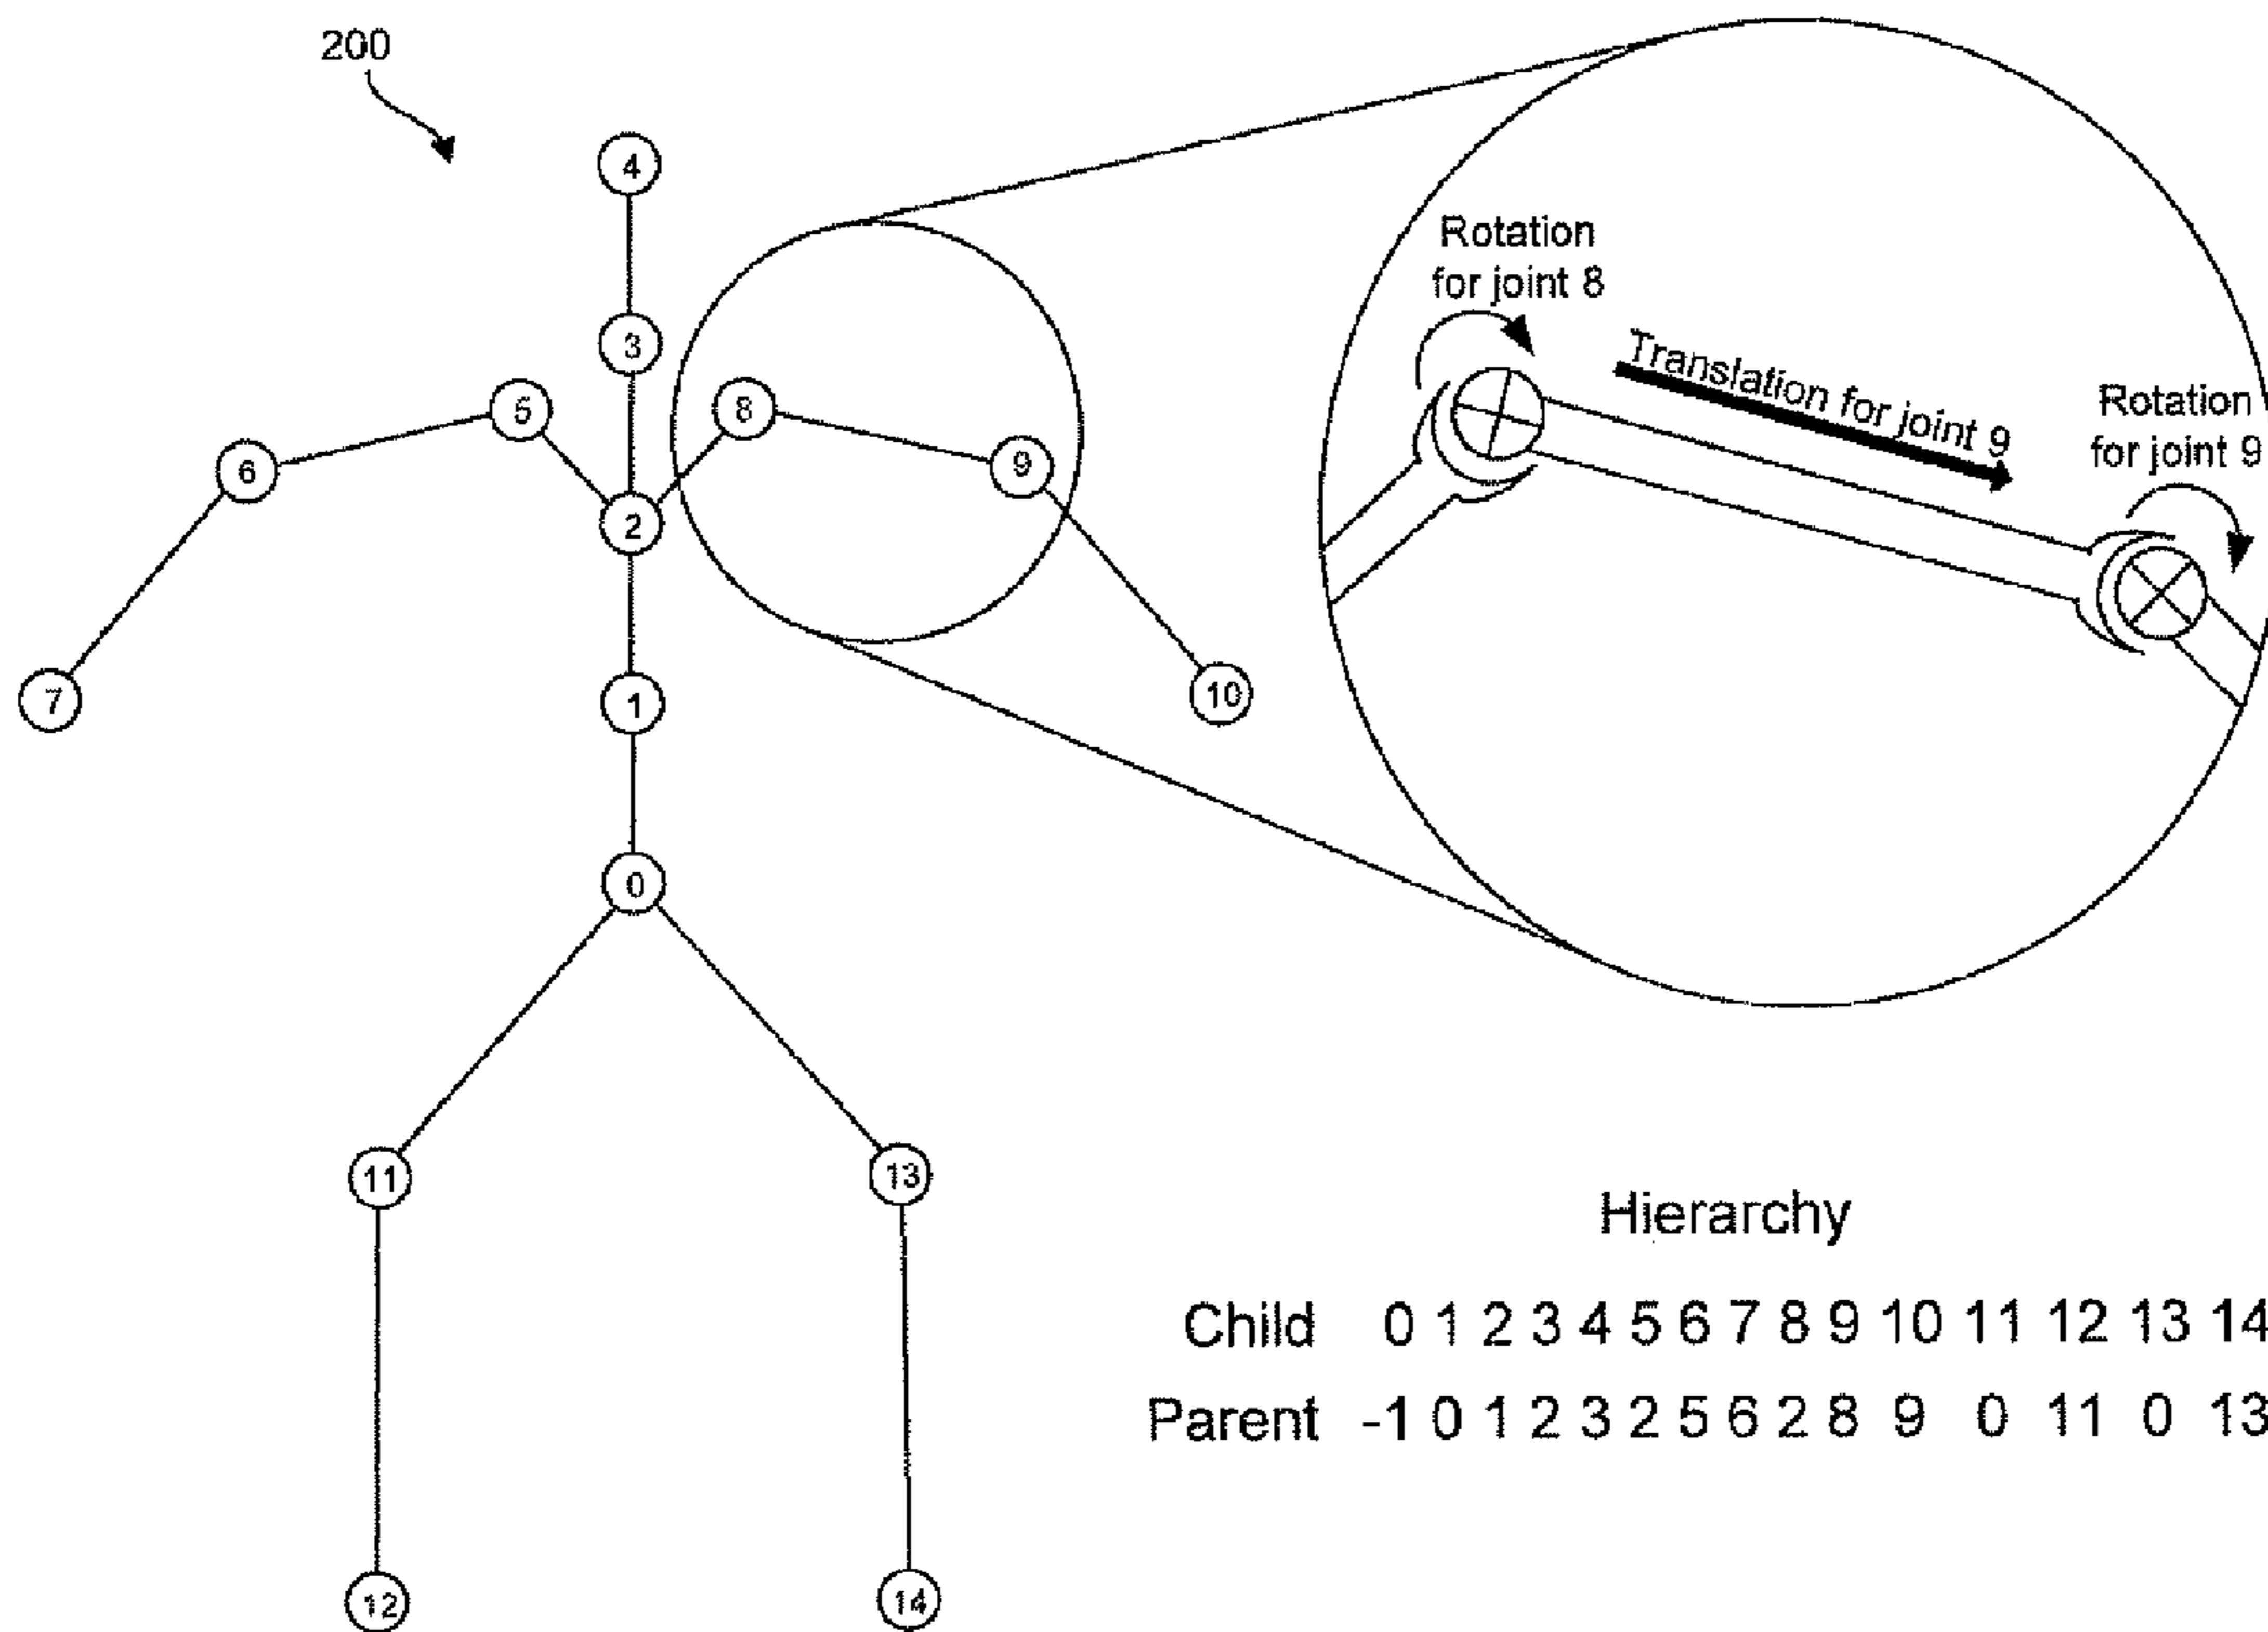 200
4
3
5
8
6
9
2
7
1
10
0
11
13
12
14
Rotation
for joint 8
Translation for joint 9
Rotation
for joint 9
Hierarchy
Child 0 1 2 3 4 5 6 7 8 9 10 11 12 13 14
Parent -1 0 1 2 3 2 5 6 2 8 9 0 11 0 13